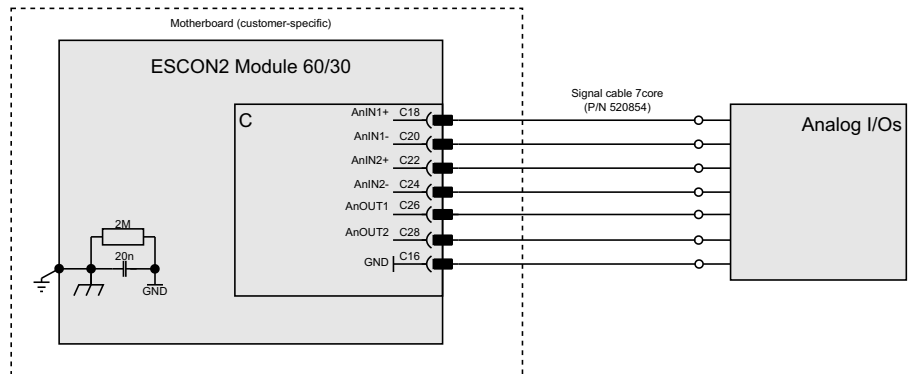 Motherboard (customer-specific)
ESCON2 Module 60/30
Signal cable 7core
(P/N 520854)
C
Analog I/Os
AnIN1+ C18
AnIN1- C20
AnIN2+ C22
AnIN2- C24
AnOUT1 C26
AnOUT2 C28
GND C16
2M
20n
GND